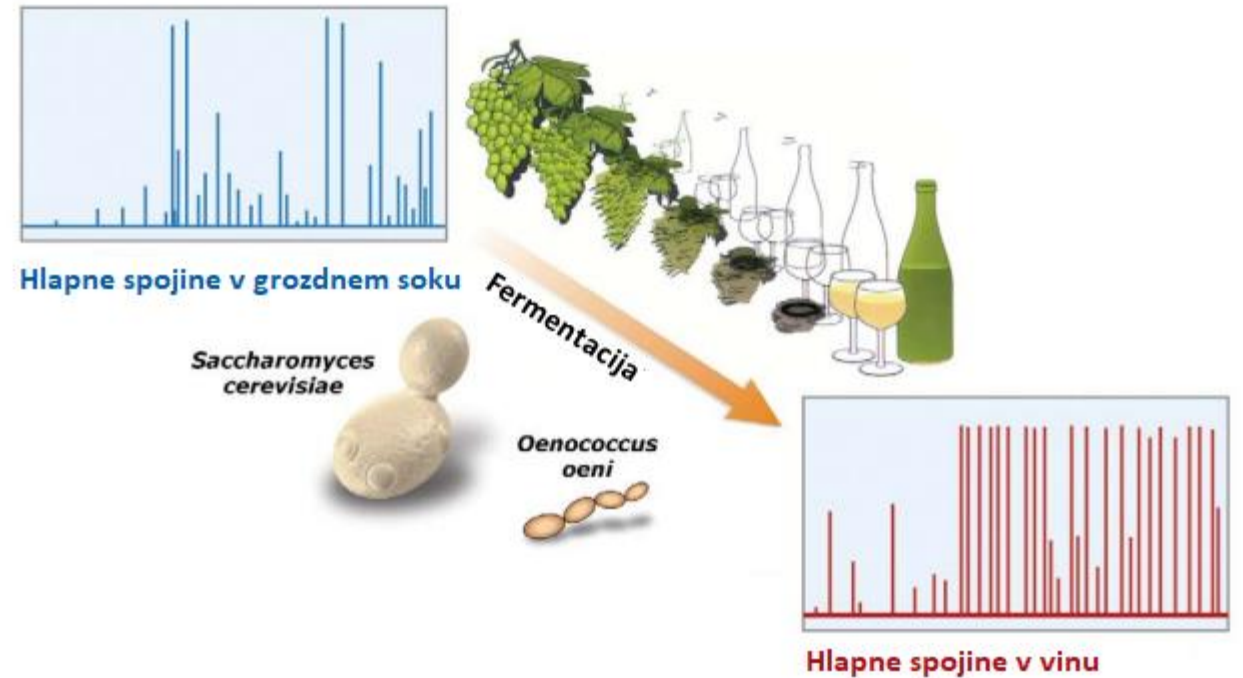 Hlapne spojine v grozdnem soku
Fermentacija
Saccharomyces
cerevisiae
Oenococcus
oeni
Hlapne spojine v vinu